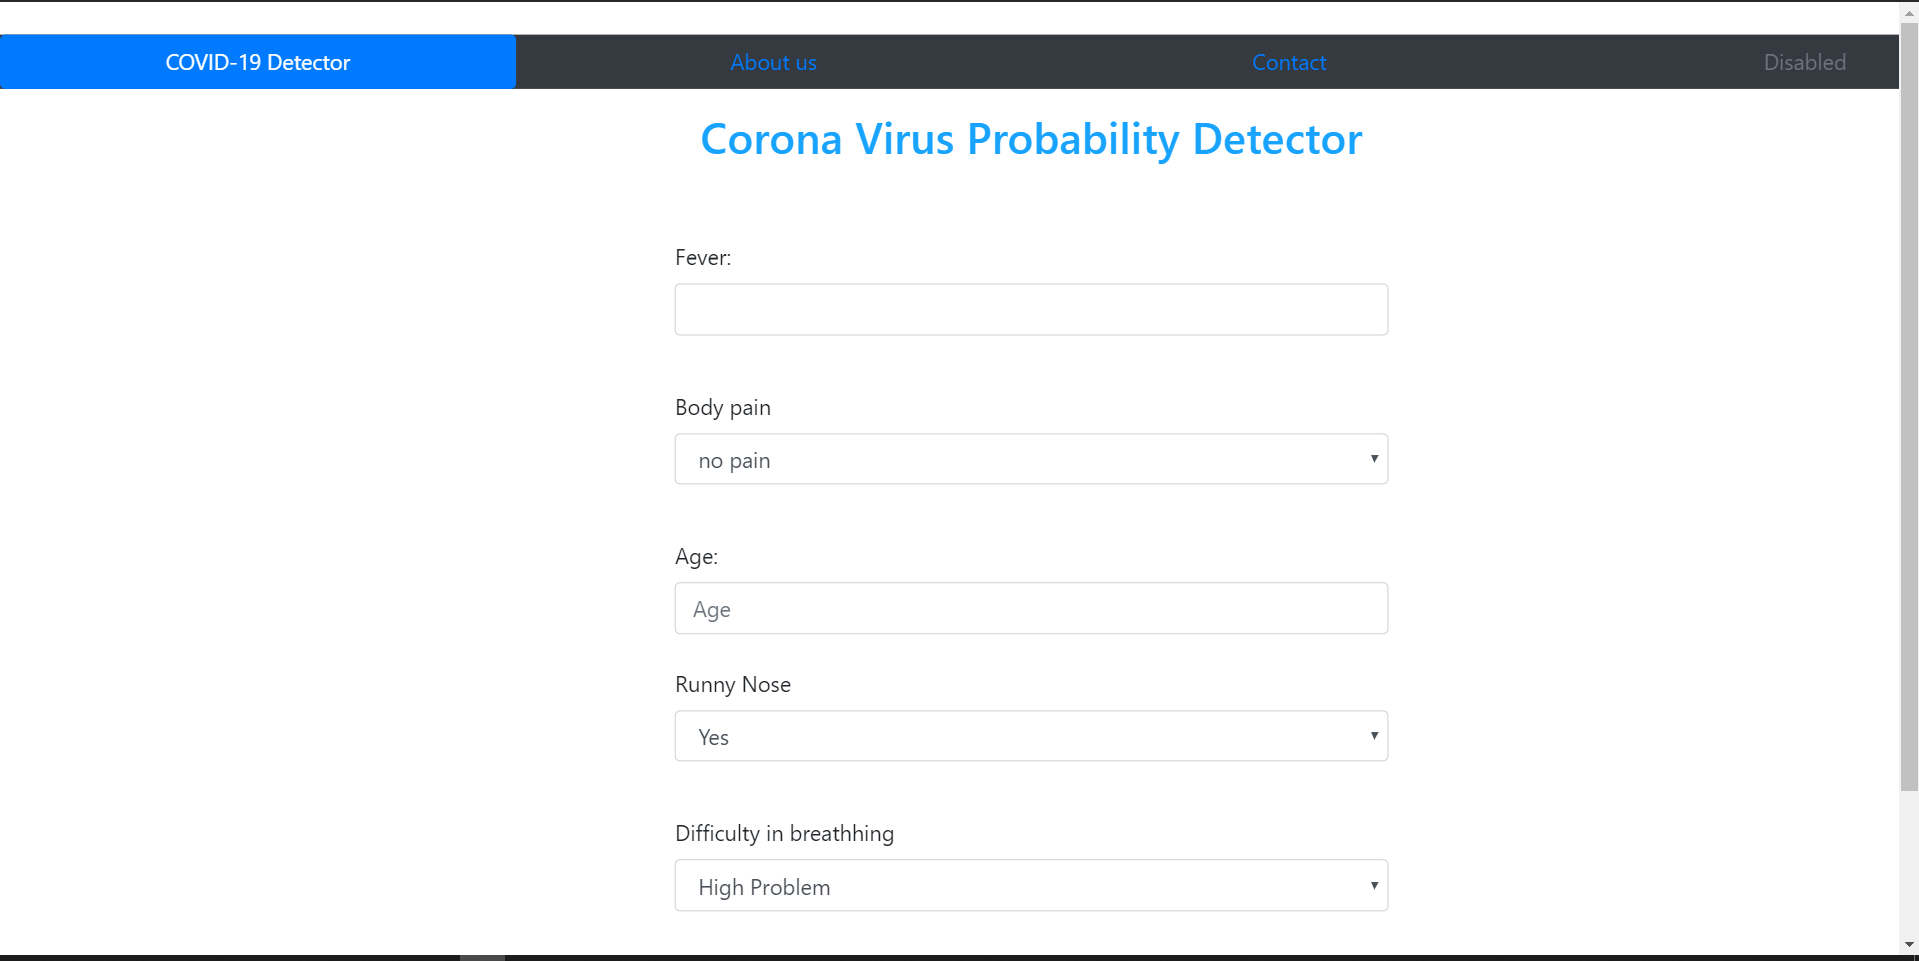 COVID-19 Detector About us Contact Disabled
Corona Virus Probability Detector
Fever:
Body pain
no pain
Age:
Age
Runny Nose
Yes
Difficulty in breathhing
High Problem